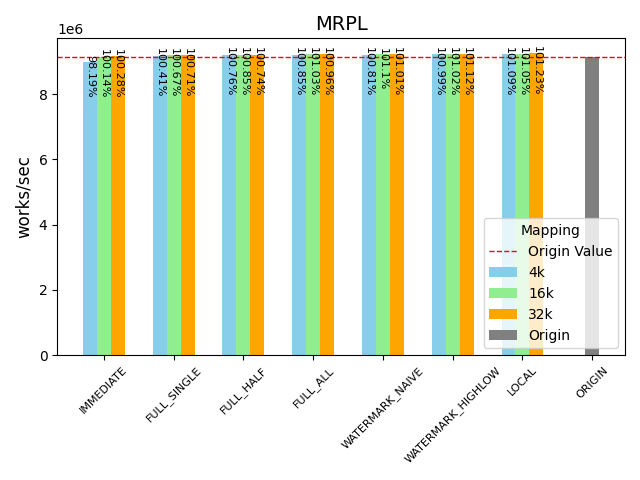 MRPL
1e6
works/sec
8
6
4
2
0
98.19%
100.14%
100.28%
100.41%
100.67%
100.71%
100.76%
100.85%
100.74%
100.85%
101.03%
100.96%
100.81%
101.1%
101.01%
100.99%
101.02%
101.12%
101.09%
101.05%
101.23%
Mapping
Origin Value
4k
16k
32k
Origin
IMMEDIATE
FULL_SINGLE
FULL_HALF
FULL_ALL
WATERMARK_NAIVE
WATERMARK_HIGHLOW
LOCAL
ORIGIN